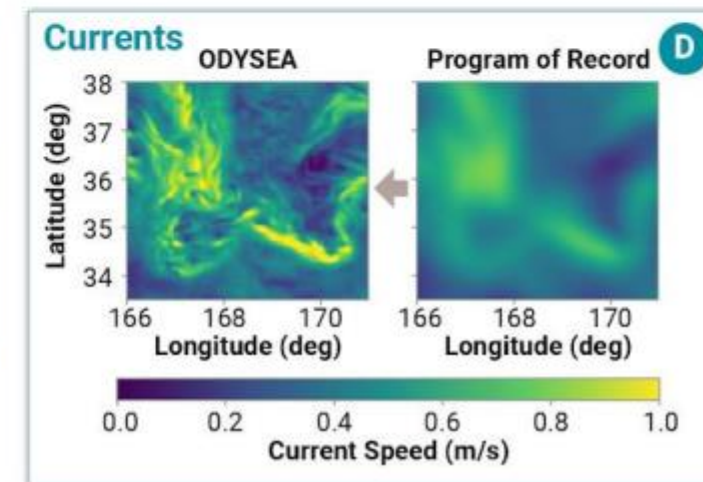 Currents
D
ODYSEA
Program of Record
Latitude (deg)
38
37
36
35
34
166 168 170
166 168 170
Longitude (deg)
Longitude (deg)
0.0 0.2 0.4 0.6 0.8 1.0
Current Speed (m/s)